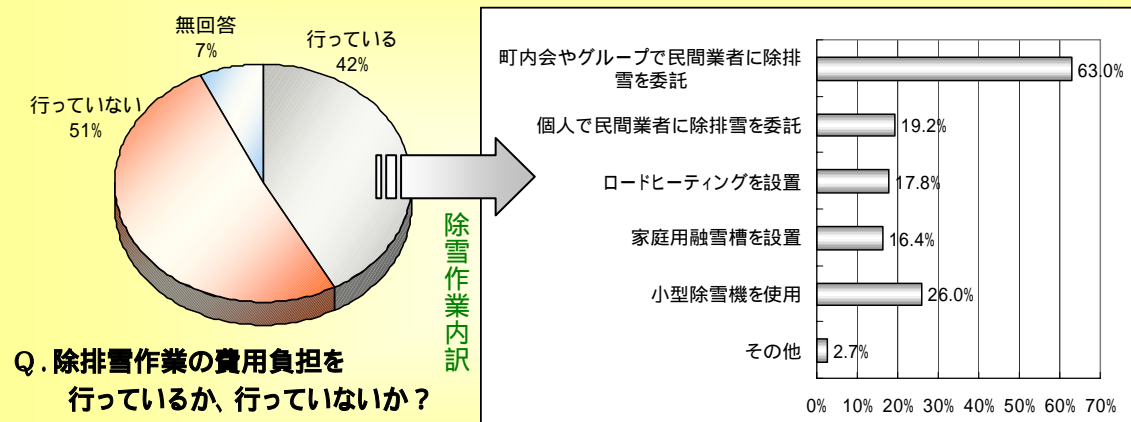 無回答
7%
行っている
42%
行っていない
51%
除雪作業内訳
Q.除排雪作業の費用負担を
行っているか、行っていないか？
町内会やグループで民間業者に除排
雪を委託
63.0%
個人で民間業者に除排雪を委託
19.2%
ロードヒーティングを設置
17.8%
家庭用融雪槽を設置
16.4%
小型除雪機を使用
26.0%
その他
2.7%
0% 10% 20% 30% 40% 50% 60% 70%